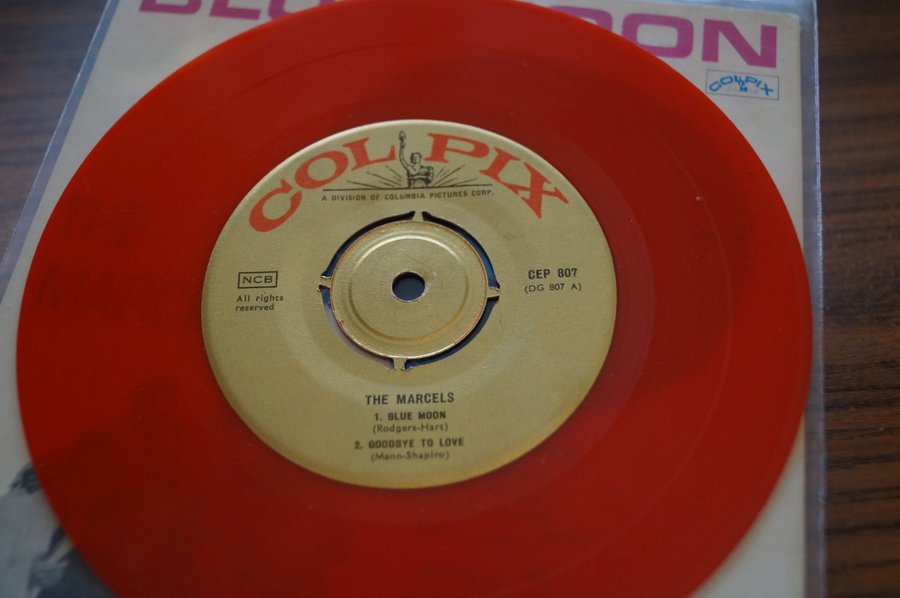 COLPIX
COLPIX
A DIVISION OF COLUMBIA PICTURES CORP.
NCB
All rights
reserved
CEP 807
(DG 807 A)
THE MARCELS
1. BLUE MOON
(Rodgers-Hart)
2. GOODBYE TO LOVE
(Mann-Shapiro)